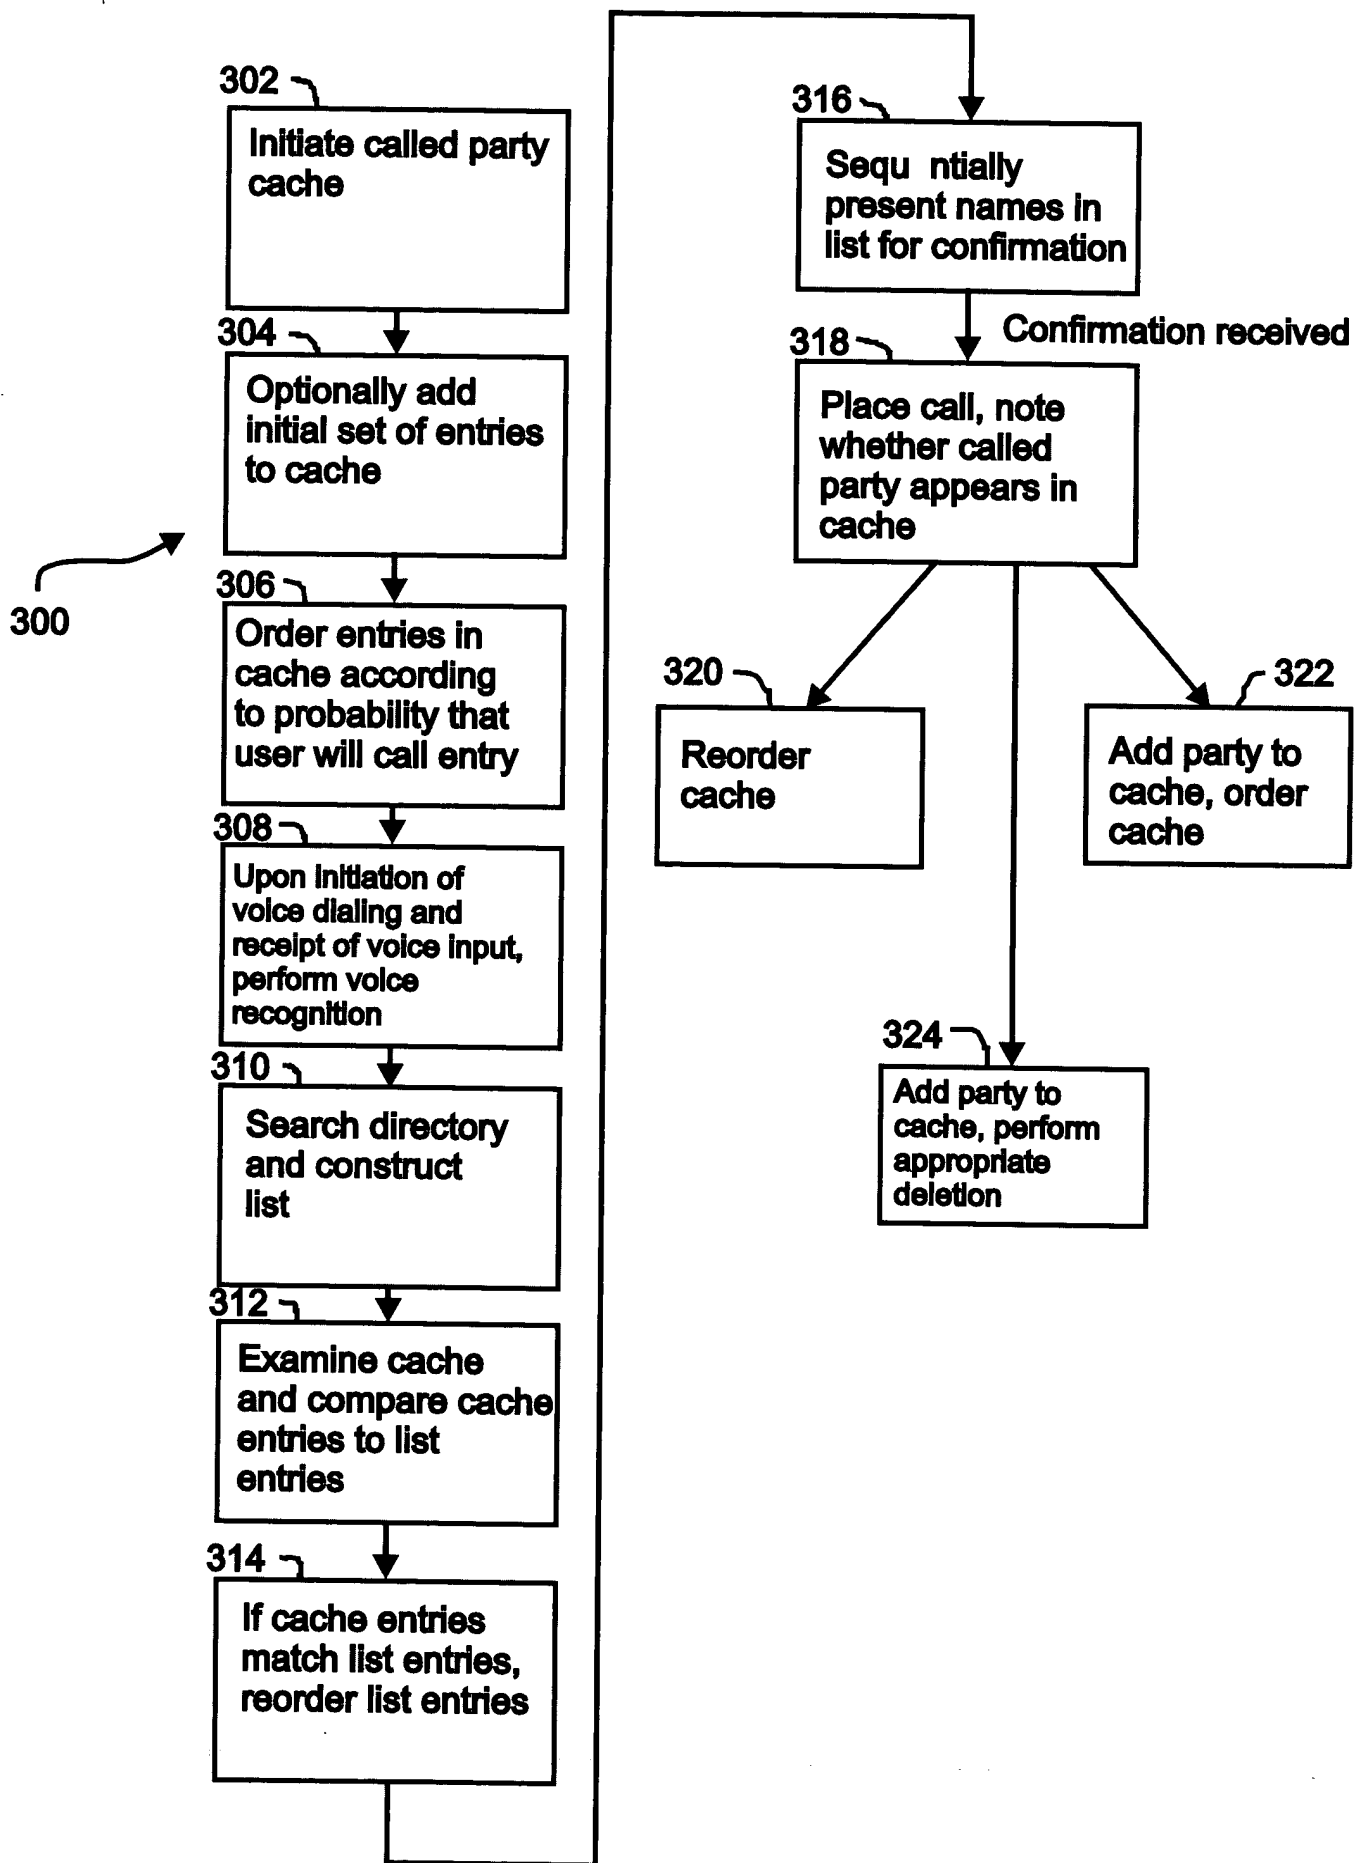 302
Initiate called party
cache
304
Optionally add
initial set of entries
to cache
300
306
Order entries in
cache according
to probability that
user will call entry
308
Upon initiation of
voice dialing and
receipt of voice input,
perform voice
recognition
310
Search directory
and construct
list
312
Examine cache
and compare cache
entries to list
entries
314
If cache entries
match list entries,
reorder list entries
316
Sequ ntially
present names in
list for confirmation
Confirmation received
318
Place call, note
whether called
party appears in
cache
320
Reorder
cache
322
Add party to
cache, order
cache
324
Add party to
cache, perform
appropriate
deletion